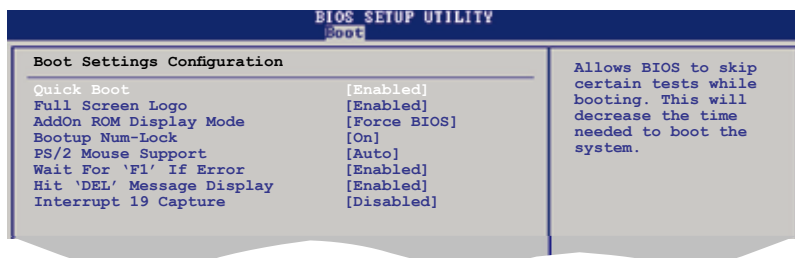 BIOS SETUP UTILITY
Boot
Boot Settings Configuration
Quick Boot [Enabled]
Full Screen Logo [Enabled]
AddOn ROM Display Mode [Force BIOS]
Bootup Num-Lock [On]
PS/2 Mouse Support [Auto]
Wait For ‘F1’ If Error [Enabled]
Hit ‘DEL’ Message Display [Enabled]
Interrupt 19 Capture [Disabled]
Allows BIOS to skip
certain tests while
booting. This will
decrease the time
needed to boot the
system.